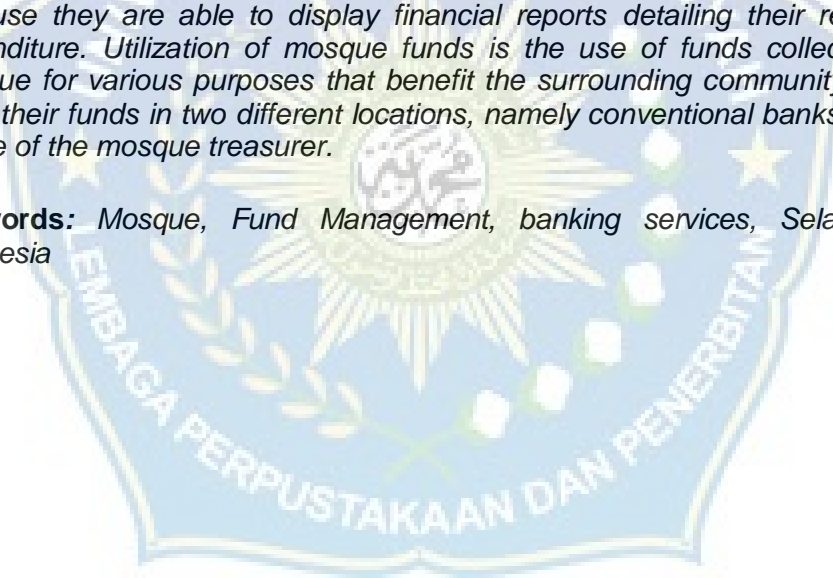 use they are able to display financial reports detailing their re
nditure. Utilization of mosque funds is the use of funds collec
ue for various purposes that benefit the surrounding community
their funds in two different locations, namely conventional banks
e of the mosque treasurer.
words: Mosque, Fund Management, banking services, Sela
esia
LEMBAGA PERPUSTAKAAN DAN PENERBITAN